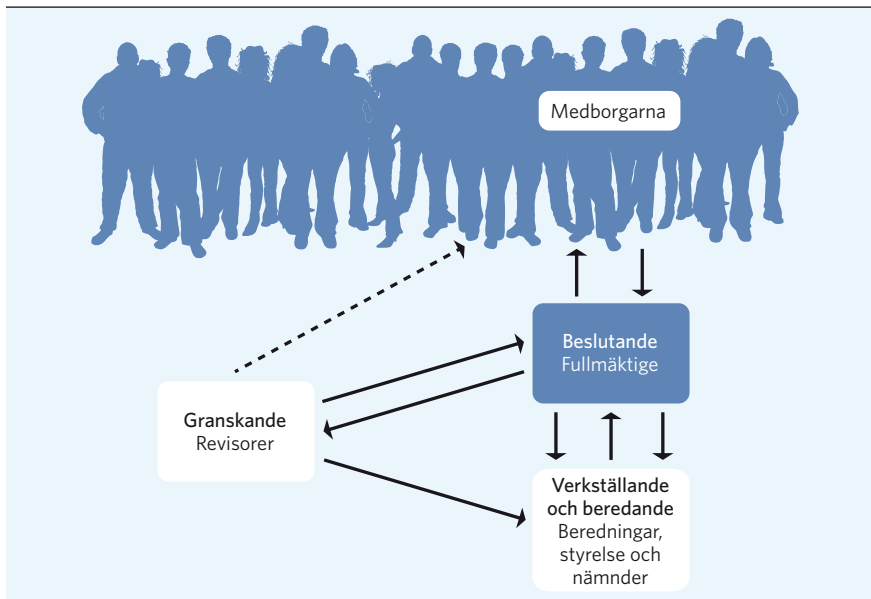 Medborgarna
Beslutande
Fullmäktige
Granskande
Revisorer
Verkställande
och beredande
Beredningar,
styrelse och
nämnder